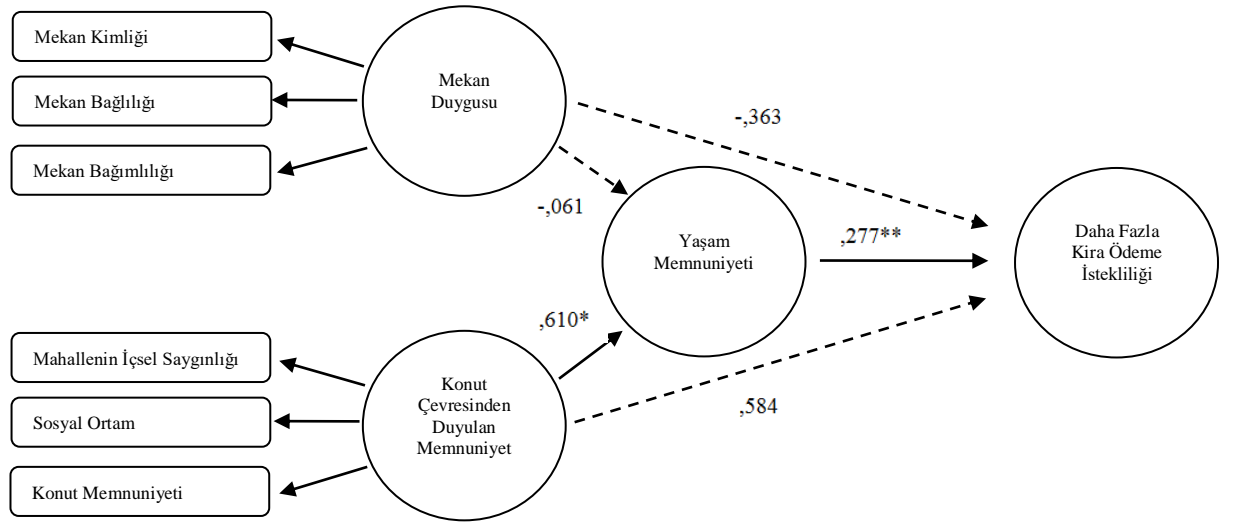 Mekan Kimliği
Mekan Bağlılığı
Mekan Bağımlılığı
Mekan
Duygusu
-,363
-,061
Yaşam
Memnuniyeti
,277**
Daha Fazla
Kira Ödeme
İstekliliği
,610*
Mahallenin İçsel Saygınlığı
Sosyal Ortam
Konut Memnuniyeti
Konut
Çevresinden
Duyulan
Memnuniyet
,584